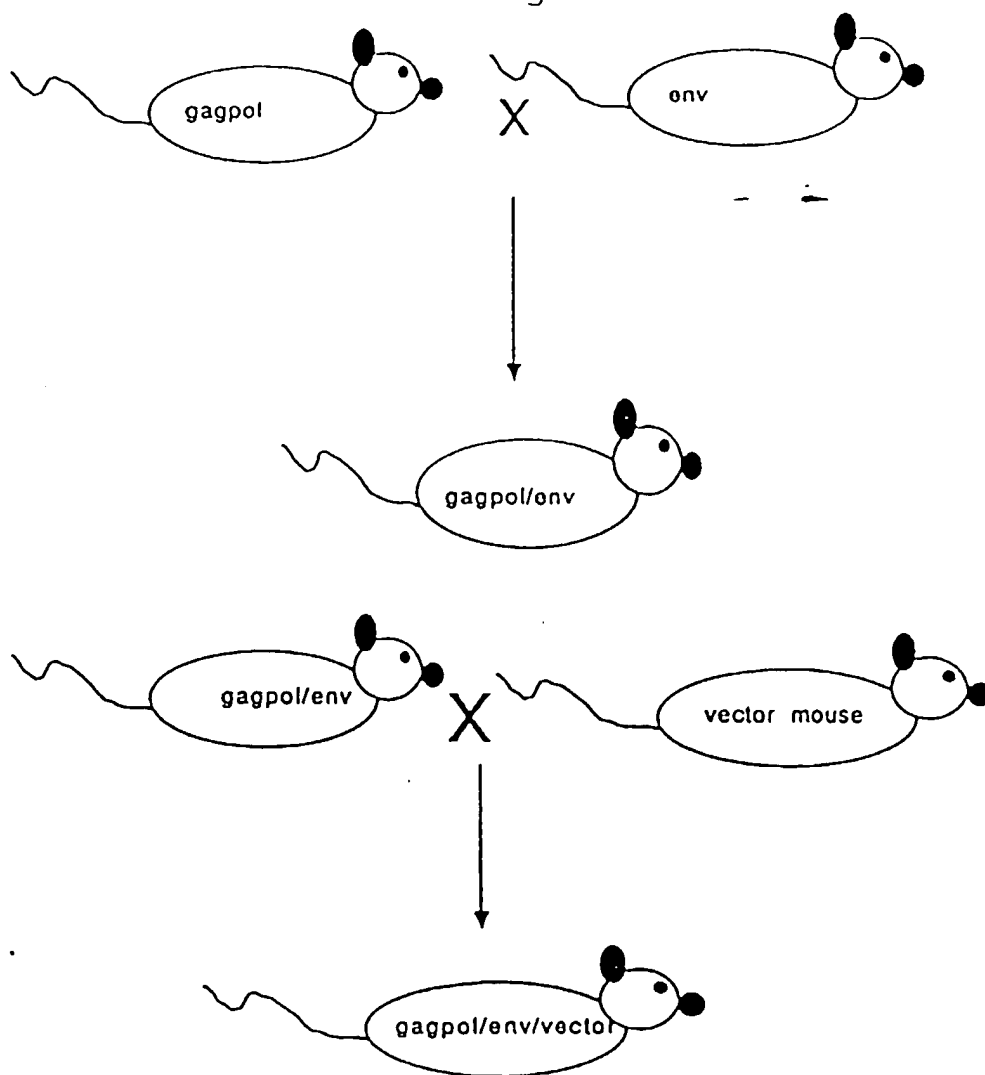 gagpol
X
env
gagpol/env
gagpol/env
X
vector mouse
gagpol/env/vector